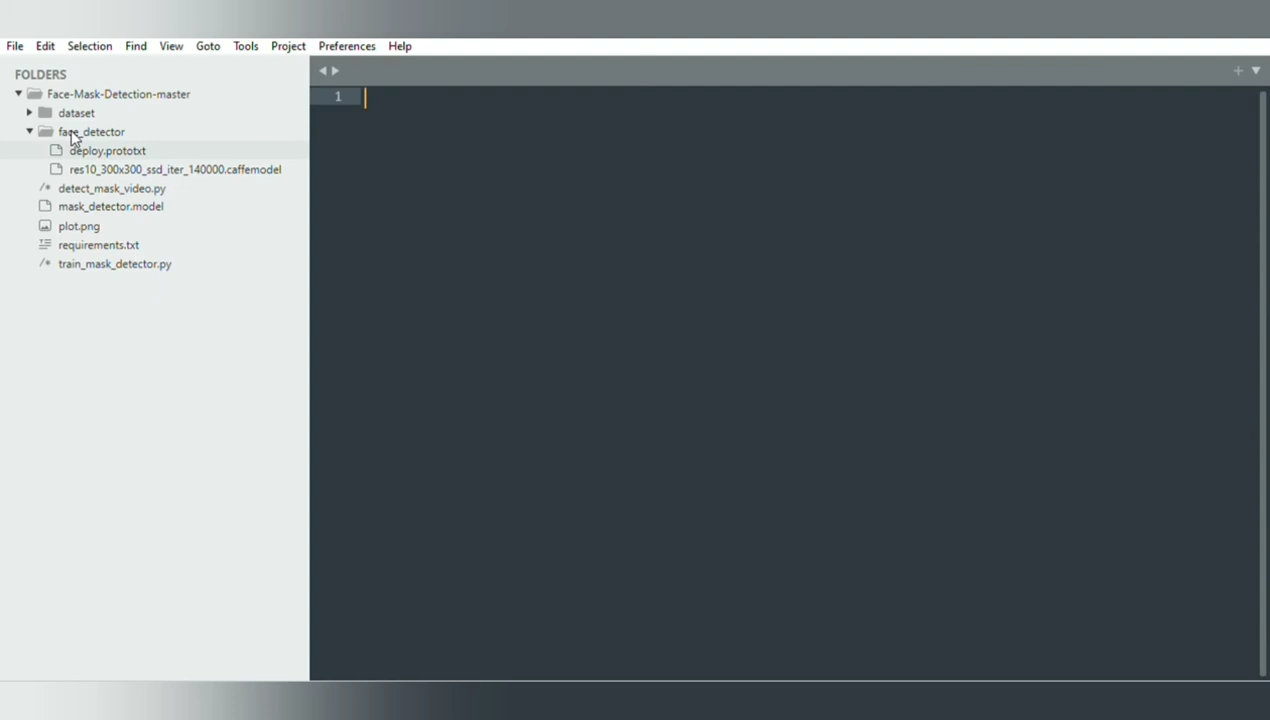 File Edit Selection Find View Goto Tools Project Preferences Help
FOLDERS
Face-Mask-Detection-master
dataset
face_detector
deploy.prototxt
res10_300x300_ssd_iter_140000.caffemodel
detect_mask_video.py
mask_detector.model
plot.png
requirements.txt
train_mask_detector.py
1